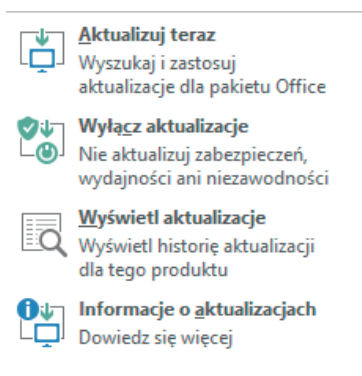 Aktualizuj teraz
Wyszukaj i zastosuj
aktualizacje dla pakietu Office
Wyłącz aktualizacje
Nie aktualizuj zabezpieczeń,
wydajności ani niezawodności
Wyświetl aktualizacje
Wyświetl historię aktualizacji
dla tego produktu
Informacje o aktualizacjach
Dowiedz się więcej